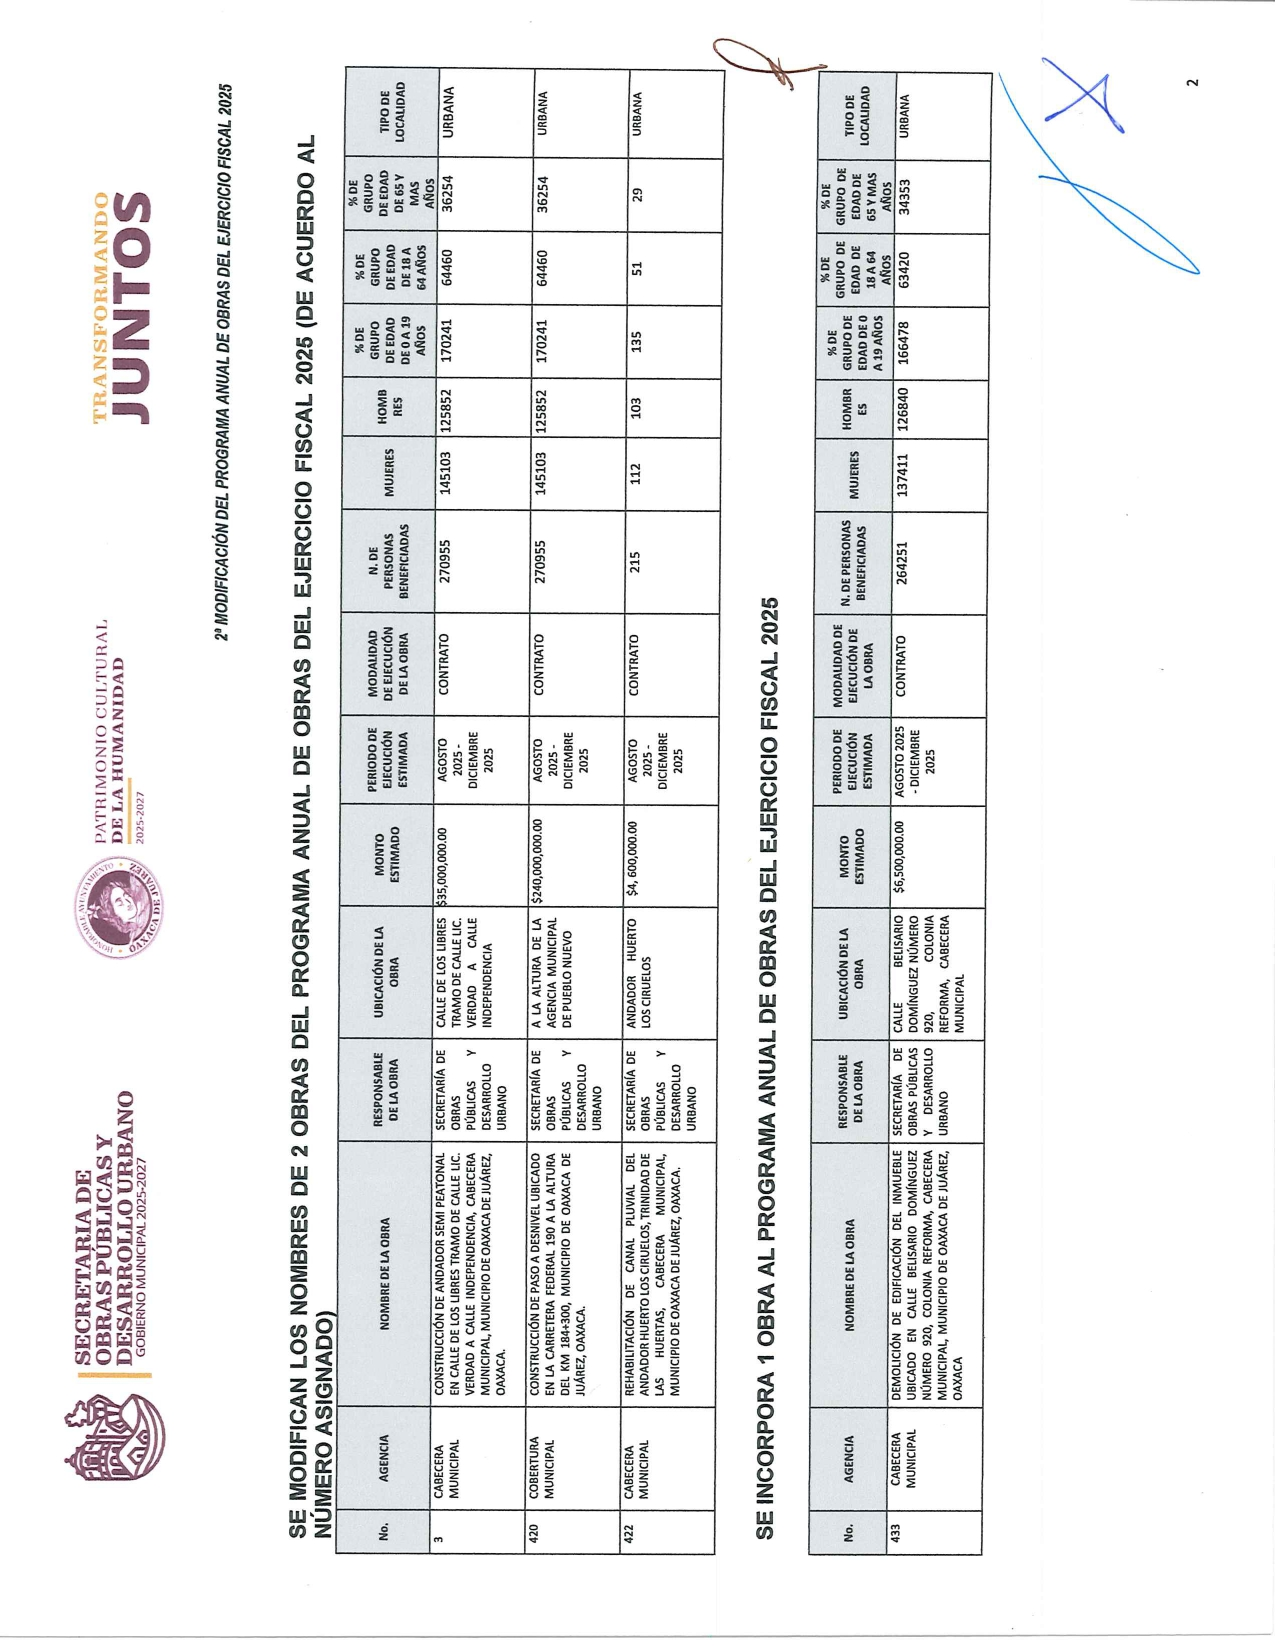 SECRETARIA DE
OBRAS PÚBLICAS Y
DESARROLLO URBANO
GOBIERNO MUNICIPAL 2025-2027
HONORABLE AYUNTAMIENTO
OAXACA DE JUÁREZ
PATRIMONIO CULTURAL
DE LA HUMANIDAD
2025-2027
TRANSFORMANDO
JUNTOS
2ª MODIFICACIÓN DEL PROGRAMA ANUAL DE OBRAS DEL EJERCICIO FISCAL 2025
SE MODIFICAN LOS NOMBRES DE 2 OBRAS DEL PROGRAMA ANUAL DE OBRAS DEL EJERCICIO FISCAL 2025 (DE ACUERDO AL
NÚMERO ASIGNADO)
No.
AGENCIA
NOMBRE DE LA OBRA
RESPONSABLE
DE LA OBRA
UBICACIÓN DE LA
OBRA
MONTO
ESTIMADO
PERIODO DE
EJECUCIÓN
ESTIMADA
MODALIDAD
DE EJECUCIÓN
DE LA OBRA
N. DE
PERSONAS
BENEFICIADAS
MUJERES
HOMB
RES
% DE
GRUPO
DE EDAD
DE 0 A 19
AÑOS
% DE
GRUPO
DE EDAD
DE 18 A
64 AÑOS
% DE
GRUPO
DE EDAD
DE 65 Y
MAS
AÑOS
TIPO DE
LOCALIDAD
3
CABECERA
MUNICIPAL
CONSTRUCCIÓN DE ANDADOR SEMI PEATONAL
EN CALLE DE LOS LIBRES TRAMO DE CALLE LIC.
VERDAD A CALLE INDEPENDENCIA, CABECERA
MUNICIPAL, MUNICIPIO DE OAXACA DE JUÁREZ,
OAXACA.
SECRETARÍA DE
OBRAS
PÚBLICAS Y
DESARROLLO
URBANO
CALLE DE LOS LIBRES
TRAMO DE CALLE LIC.
VERDAD A CALLE
INDEPENDENCIA
$35,000,000.00
AGOSTO
2025 -
DICIEMBRE
2025
CONTRATO
270955
145103
125852
170241
64460
36254
URBANA
420
COBERTURA
MUNICIPAL
CONSTRUCCIÓN DE PASO A DESNIVEL UBICADO
EN LA CARRETERA FEDERAL 190 A LA ALTURA
DEL KM 184+300, MUNICIPIO DE OAXACA DE
JUÁREZ, OAXACA.
SECRETARÍA DE
OBRAS
PÚBLICAS Y
DESARROLLO
URBANO
A LA ALTURA DE LA
AGENCIA MUNICIPAL
DE PUEBLO NUEVO
$240,000,000.00
AGOSTO
2025 -
DICIEMBRE
2025
CONTRATO
270955
145103
125852
170241
64460
36254
URBANA
422
CABECERA
MUNICIPAL
REHABILITACIÓN DE CANAL PLUVIAL DEL
ANDADOR HUERTO LOS CIRUELOS, TRINIDAD DE
LAS HUERTAS, CABECERA MUNICIPAL,
MUNICIPIO DE OAXACA DE JUÁREZ, OAXACA.
SECRETARÍA DE
OBRAS
PÚBLICAS Y
DESARROLLO
URBANO
ANDADOR HUERTO
LOS CIRUELOS
$4, 600,000.00
AGOSTO
2025 -
DICIEMBRE
2025
CONTRATO
215
112
103
135
51
29
URBANA
SE INCORPORA 1 OBRA AL PROGRAMA ANUAL DE OBRAS DEL EJERCICIO FISCAL 2025
No.
AGENCIA
NOMBRE DE LA OBRA
RESPONSABLE
DE LA OBRA
UBICACIÓN DE LA
OBRA
MONTO
ESTIMADO
PERIODO DE
EJECUCIÓN
ESTIMADA
MODALIDAD DE
EJECUCIÓN DE
LA OBRA
N. DE PERSONAS
BENEFICIADAS
MUJERES
HOMBR
ES
% DE
GRUPO DE
EDAD DE 0
A 19 AÑOS
% DE
GRUPO DE
EDAD DE
18 A 64
AÑOS
% DE
GRUPO DE
EDAD DE
65 Y MAS
AÑOS
TIPO DE
LOCALIDAD
433
CABECERA
MUNICIPAL
DEMOLICIÓN DE EDIFICACIÓN DEL INMUEBLE
UBICADO EN CALLE BELISARIO DOMÍNGUEZ
NÚMERO 920, COLONIA REFORMA, CABECERA
MUNICIPAL, MUNICIPIO DE OAXACA DE JUÁREZ,
OAXACA
SECRETARÍA DE
OBRAS PÚBLICAS
Y DESARROLLO
URBANO
CALLE BELISARIO
DOMÍNGUEZ NÚMERO
920, COLONIA
REFORMA, CABECERA
MUNICIPAL
$6,500,000.00
AGOSTO 2025
- DICIEMBRE
2025
CONTRATO
264251
137411
126840
166478
63420
34353
URBANA
2